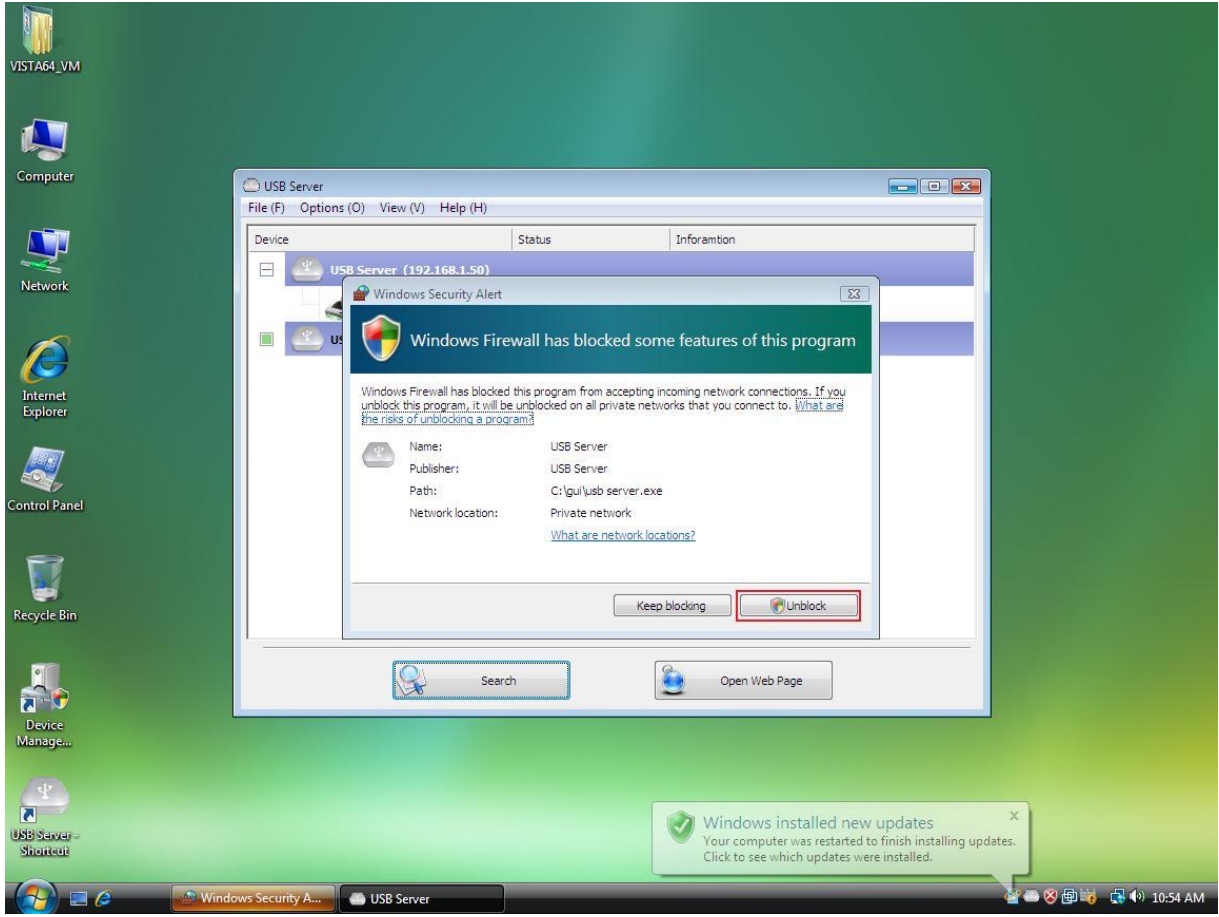 VISTA64_VM
Computer
Network
Internet
Explorer
Control Panel
Recycle Bin
Device
Manage...
USB Server -
Shortcut
USB Server
File (F) Options (O) View (V) Help (H)
Device Status Inforamtion
USB Server (192.168.1.50)
US
Windows Security Alert
Windows Firewall has blocked some features of this program
Windows Firewall has blocked this program from accepting incoming network connections. If you
unblock this program, it will be unblocked on all private networks that you connect to. What are
the risks of unblocking a program?
Name: USB Server
Publisher: USB Server
Path: C:\gui\usb server.exe
Network location: Private network
What are network locations?
Keep blocking Unblock
Search Open Web Page
Windows installed new updates
Your computer was restarted to finish installing updates.
Click to see which updates were installed.
Windows Security A... USB Server 10:54 AM